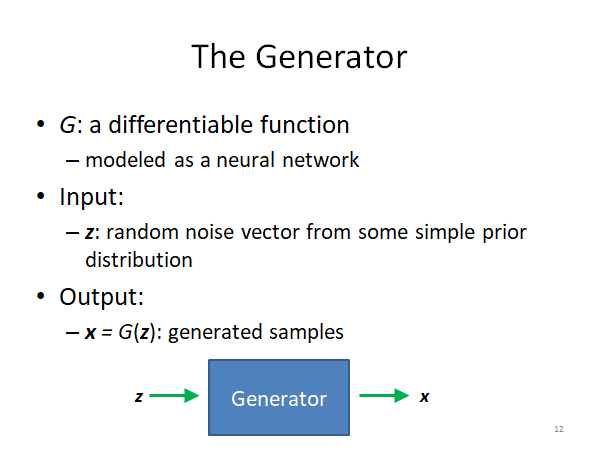 The Generator
• G: a differentiable function
– modeled as a neural network
• Input:
– z: random noise vector from some simple prior
distribution
• Output:
– x = G(z): generated samples
z
Generator
x
12